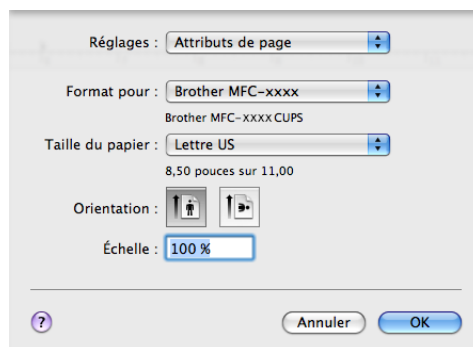 Réglages : Attributs de page
Format pour : Brother MFC-xxxx
Brother MFC-XXXX CUPS
Taille du papier : Lettre US
8,50 pouces sur 11,00
Orientation :
Échelle : 100 %
? Annuler OK